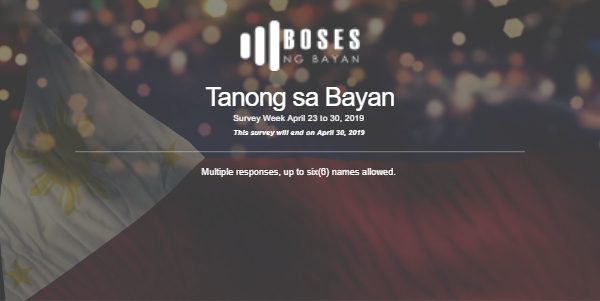 BOSES
NG BAYAN
Tanong sa Bayan
Survey Week April 23 to 30, 2019
This survey will end on April 30, 2019
Multiple responses, up to six(6) names allowed.